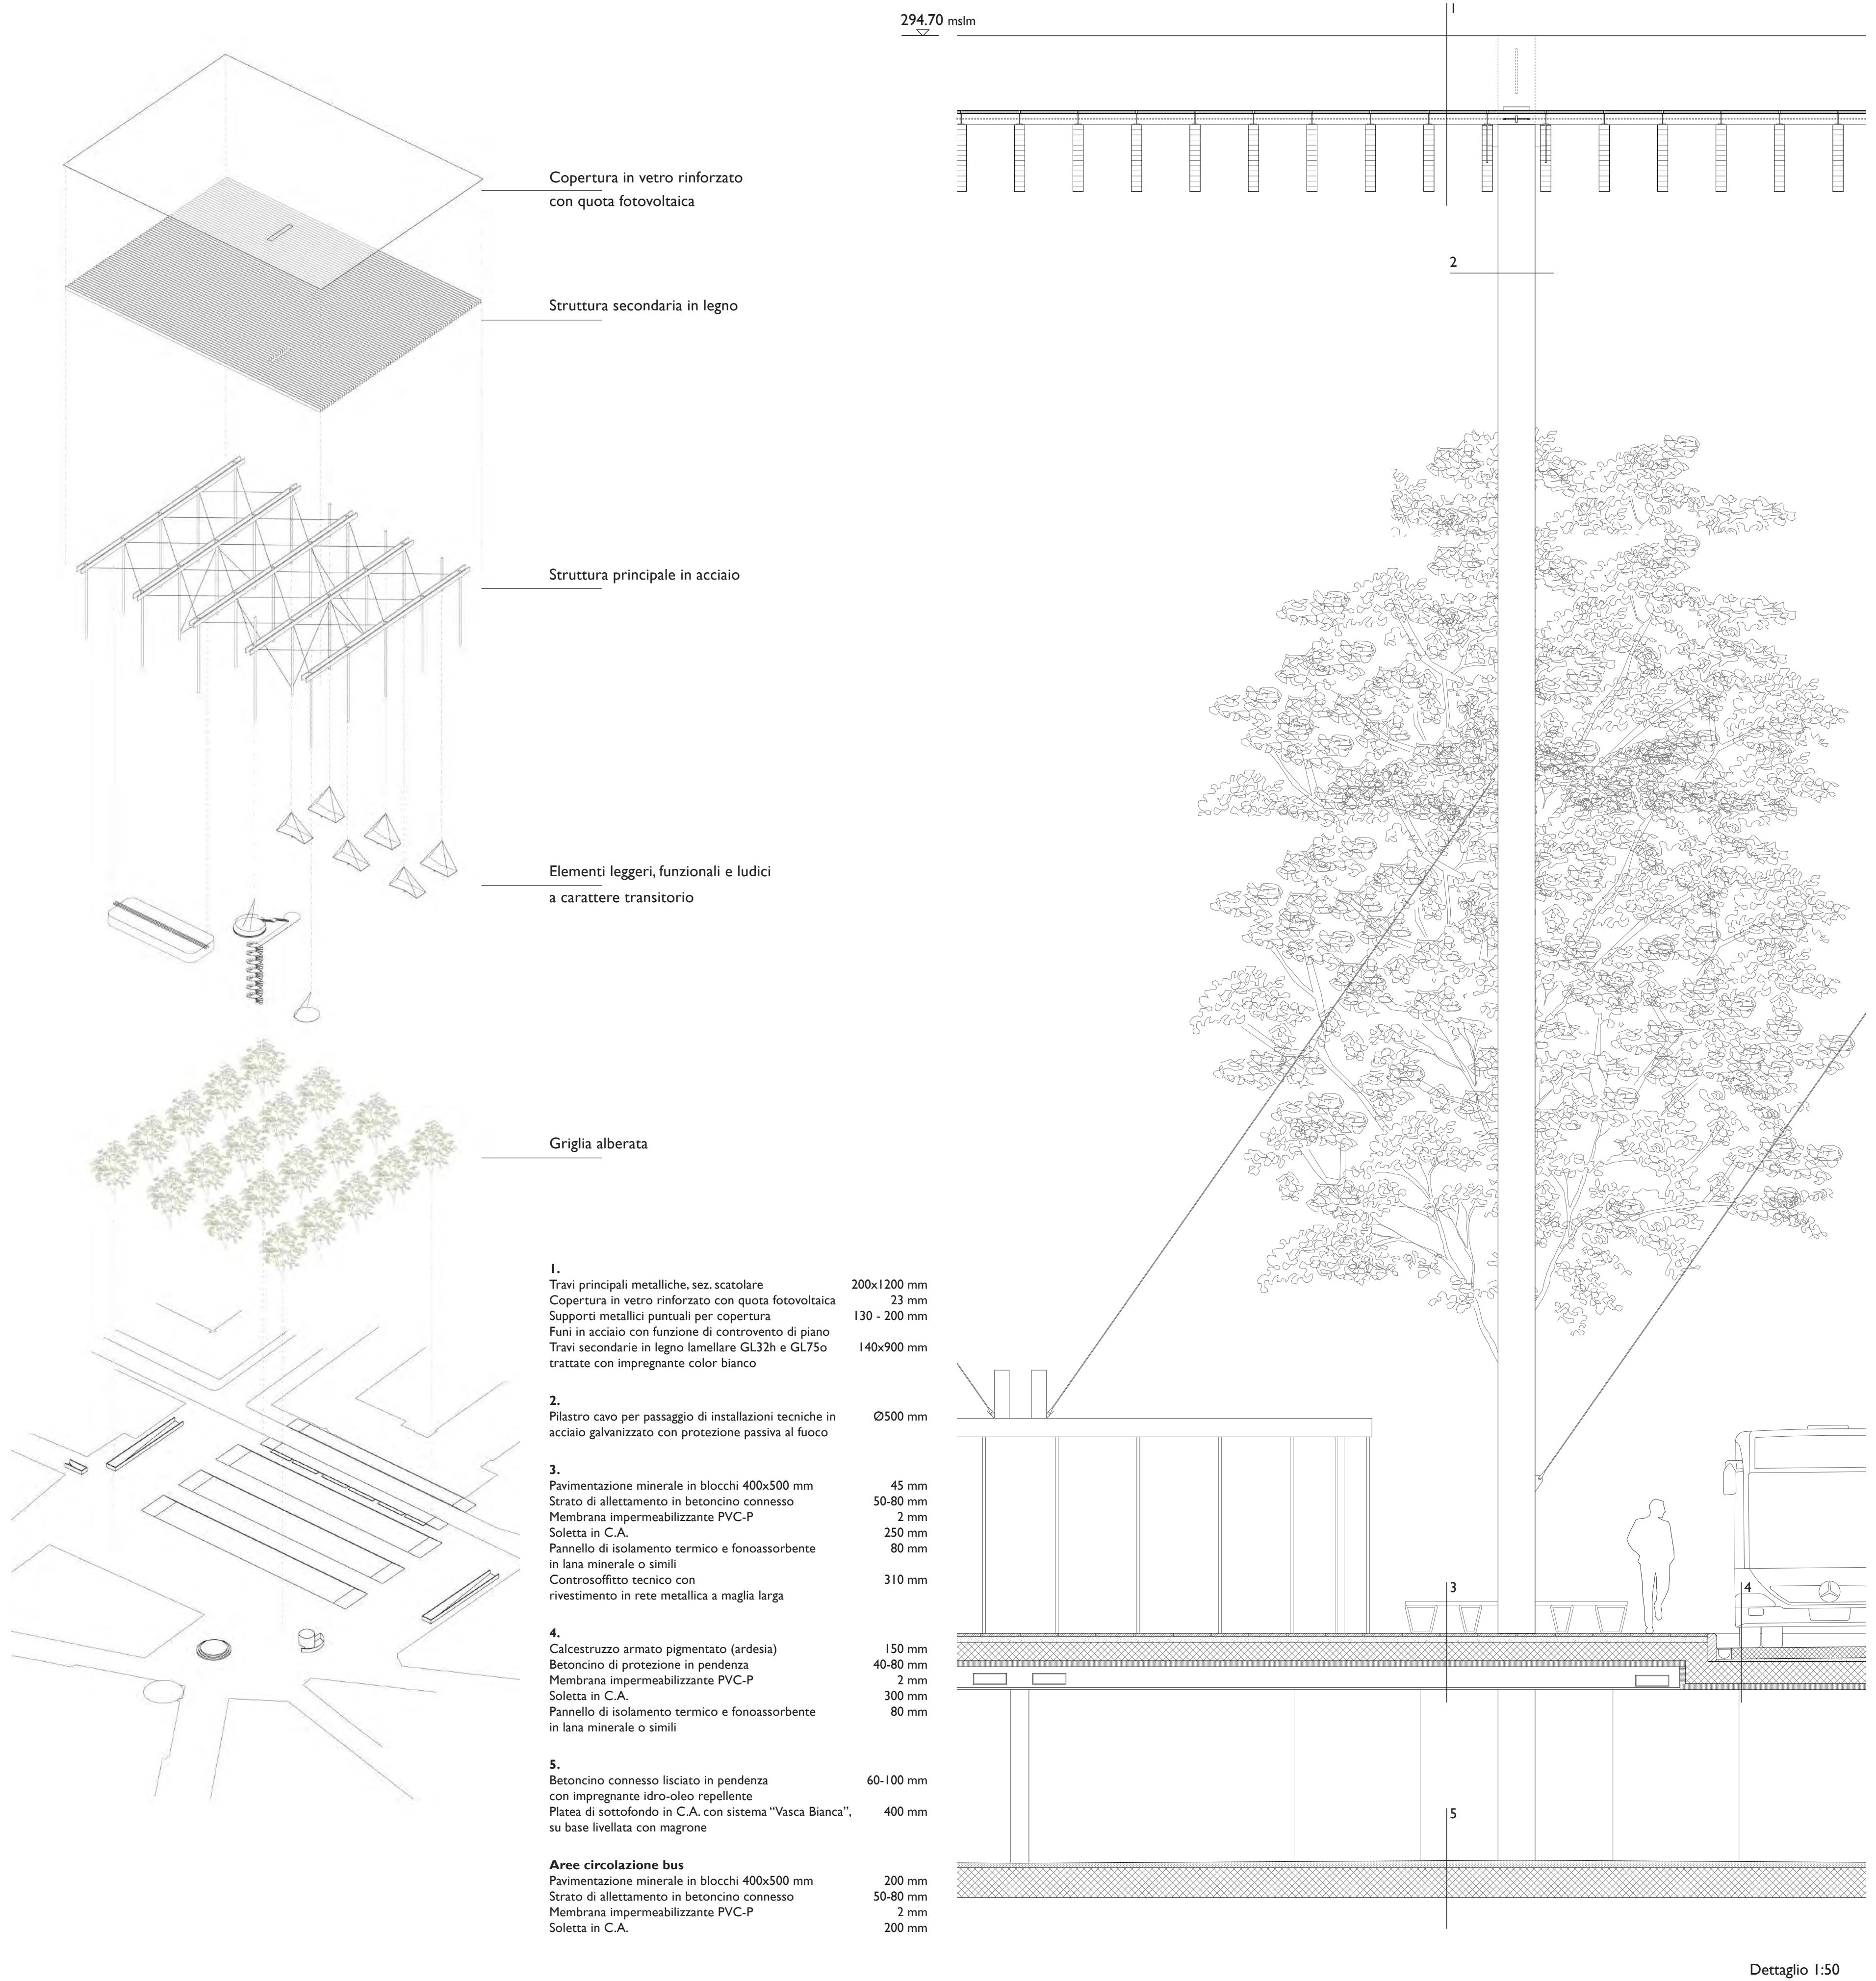 294.70 mslm
1
Copertura in vetro rinforzato
con quota fotovoltaica
Struttura secondaria in legno
2
Struttura principale in acciaio
Elementi leggeri, funzionali e ludici
a carattere transitorio
Griglia alberata
1.
Travi principali metalliche, sez. scatolare 200x1200 mm
Copertura in vetro rinforzato con quota fotovoltaica 23 mm
Supporti metallici puntuali per copertura 130 - 200 mm
Funi in acciaio con funzione di controvento di piano
Travi secondarie in legno lamellare GL32h e GL75o 140x900 mm
trattate con impregnante color bianco
2.
Pilastro cavo per passaggio di installazioni tecniche in Ø500 mm
acciaio galvanizzato con protezione passiva al fuoco
3.
Pavimentazione minerale in blocchi 400x500 mm 45 mm
Strato di allettamento in betoncino connesso 50-80 mm
Membrana impermeabilizzante PVC-P 2 mm
Soletta in C.A. 250 mm
Pannello di isolamento termico e fonoassorbente 80 mm
in lana minerale o simili
Controsoffitto tecnico con 310 mm
rivestimento in rete metallica a maglia larga
4.
Calcestruzzo armato pigmentato (ardesia) 150 mm
Betoncino di protezione in pendenza 40-80 mm
Membrana impermeabilizzante PVC-P 2 mm
Soletta in C.A. 300 mm
Pannello di isolamento termico e fonoassorbente 80 mm
in lana minerale o simili
5.
Betoncino connesso lisciato in pendenza 60-100 mm
con impregnante idro-oleo repellente
Platea di sottofondo in C.A. con sistema “Vasca Bianca”, 400 mm
su base livellata con magrone
Aree circolazione bus
Pavimentazione minerale in blocchi 400x500 mm 200 mm
Strato di allettamento in betoncino connesso 50-80 mm
Membrana impermeabilizzante PVC-P 2 mm
Soletta in C.A. 200 mm
3
4
5
Dettaglio 1:50